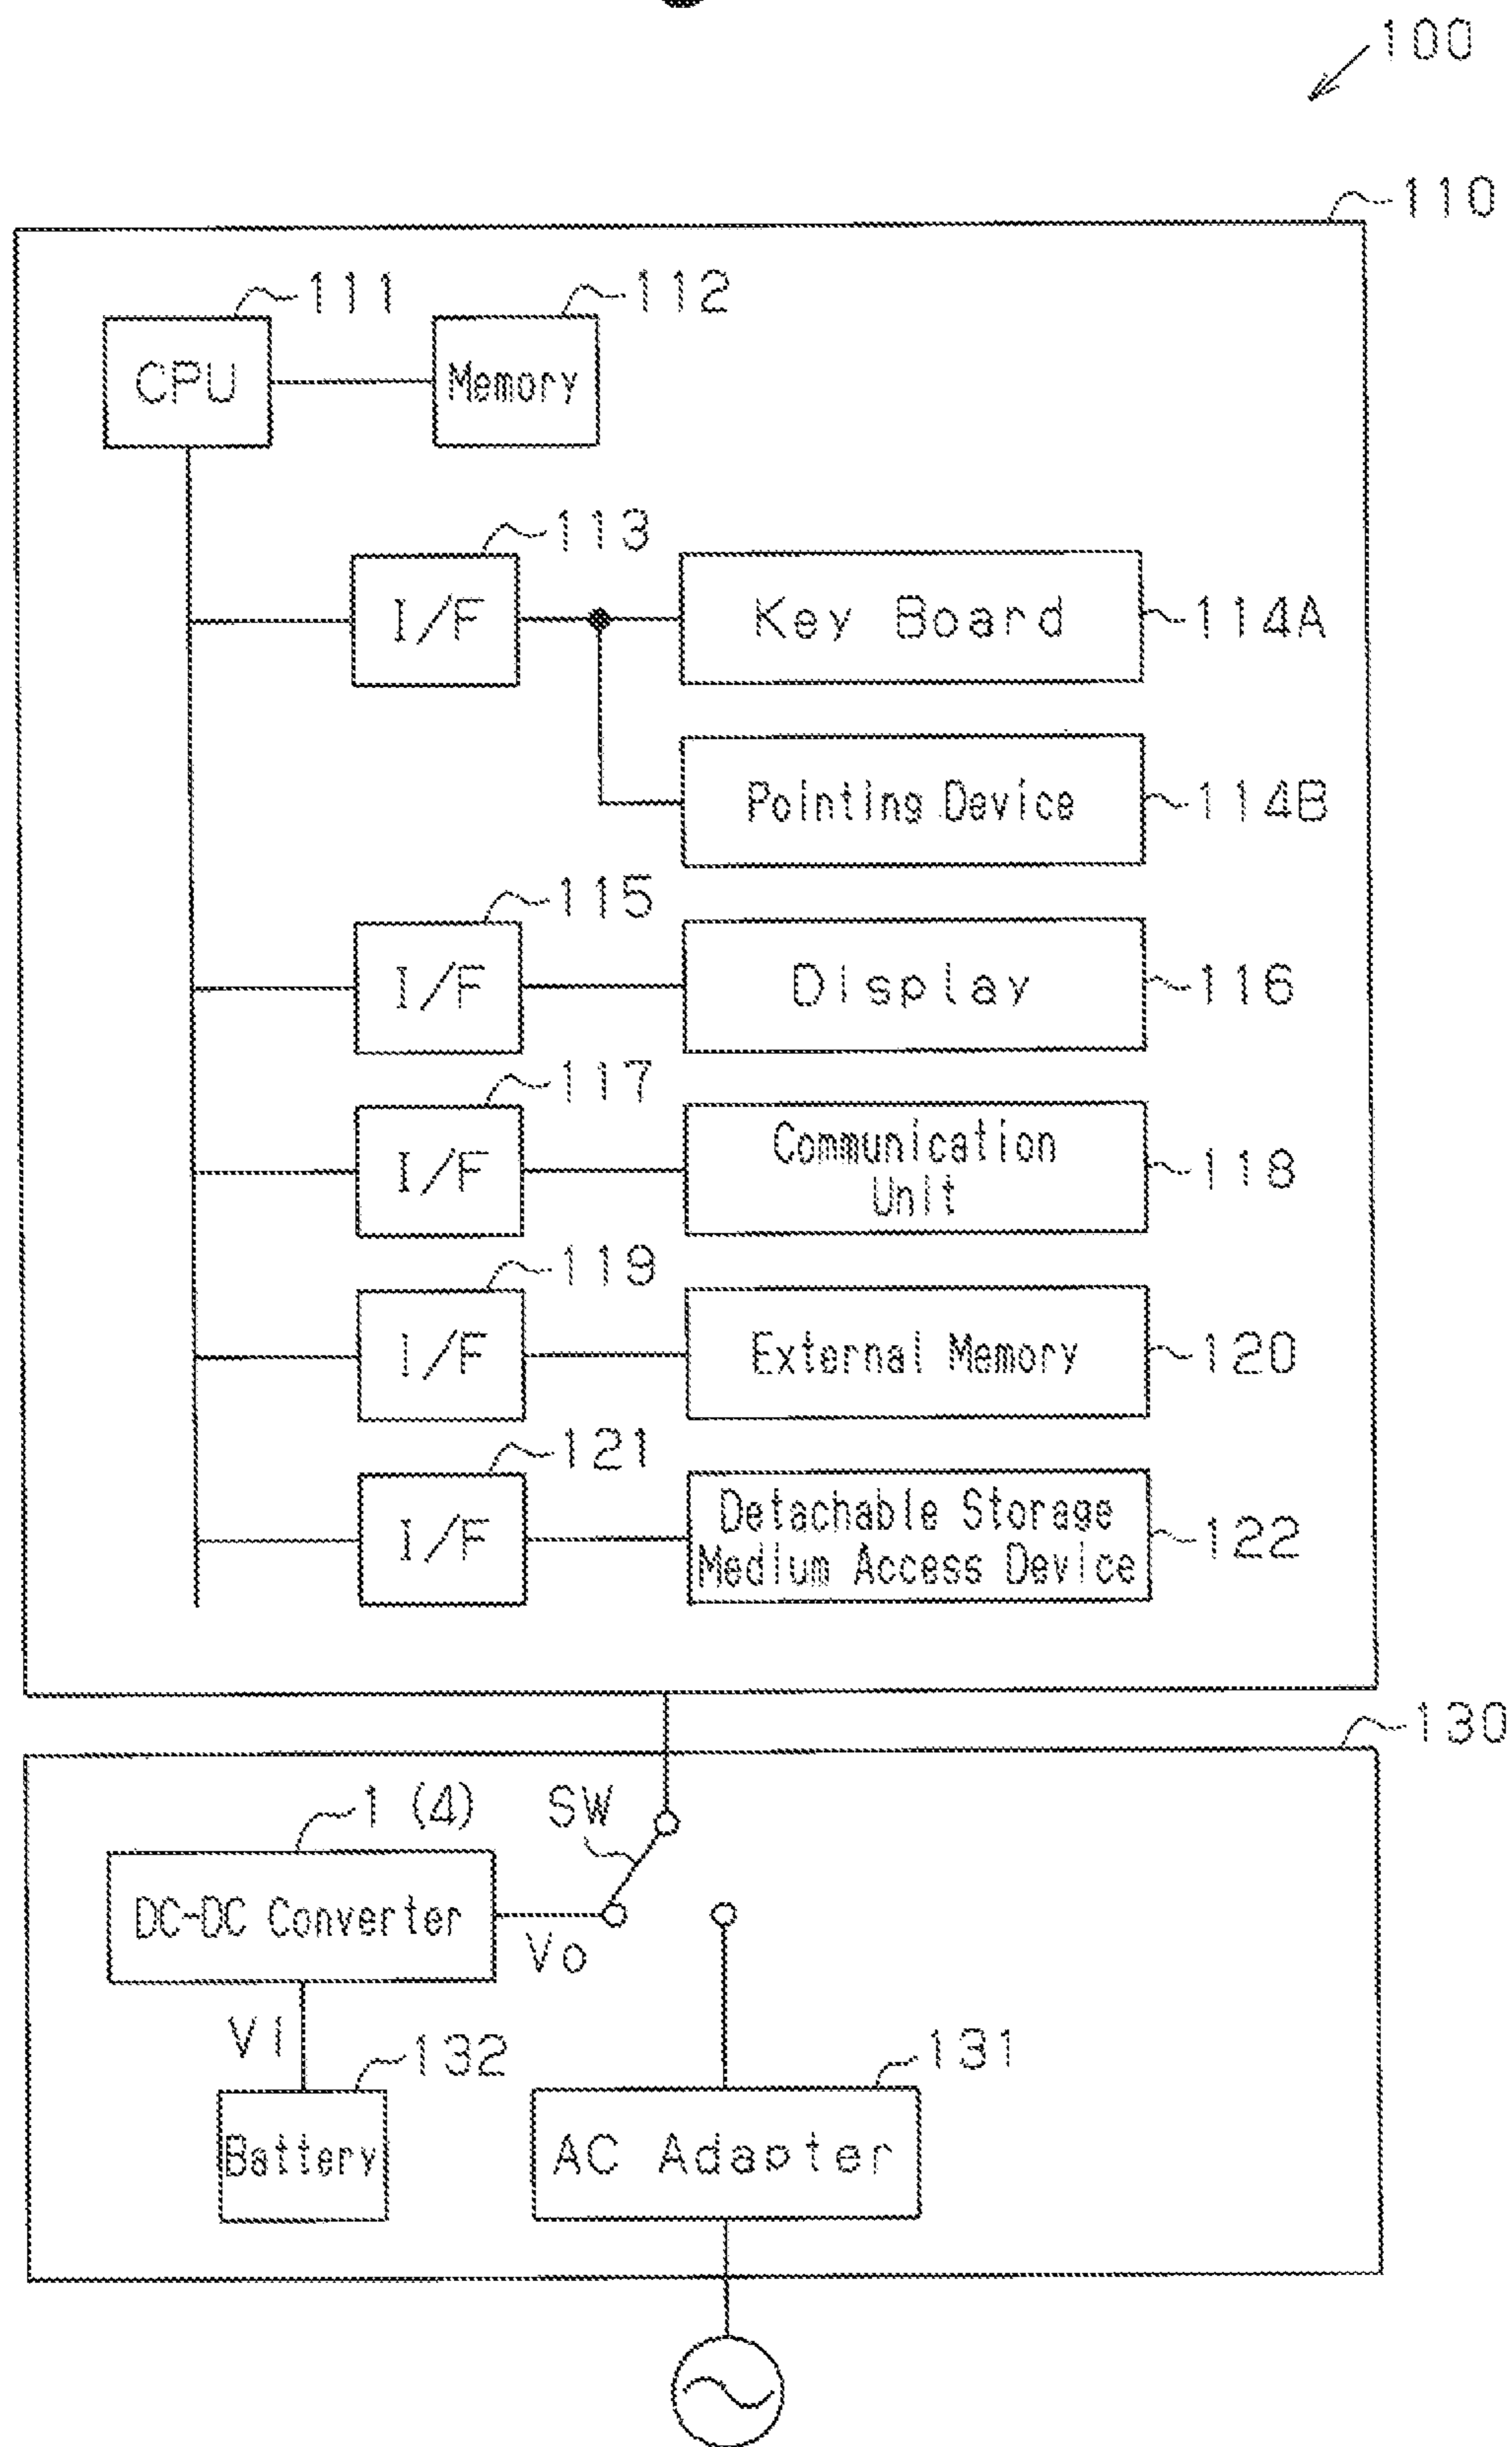 100
110
111
112
CPU
Memory
113
I/F
Key Board
114A
Pointing Device
114B
115
I/F
Display
116
117
I/F
Communication
Unit
118
119
I/F
External Memory
120
121
I/F
Detachable Storage
Medium Access Device
122
130
1 (4)
SW
DC-DC Converter
Vo
VI
132
131
Battery
AC Adapter